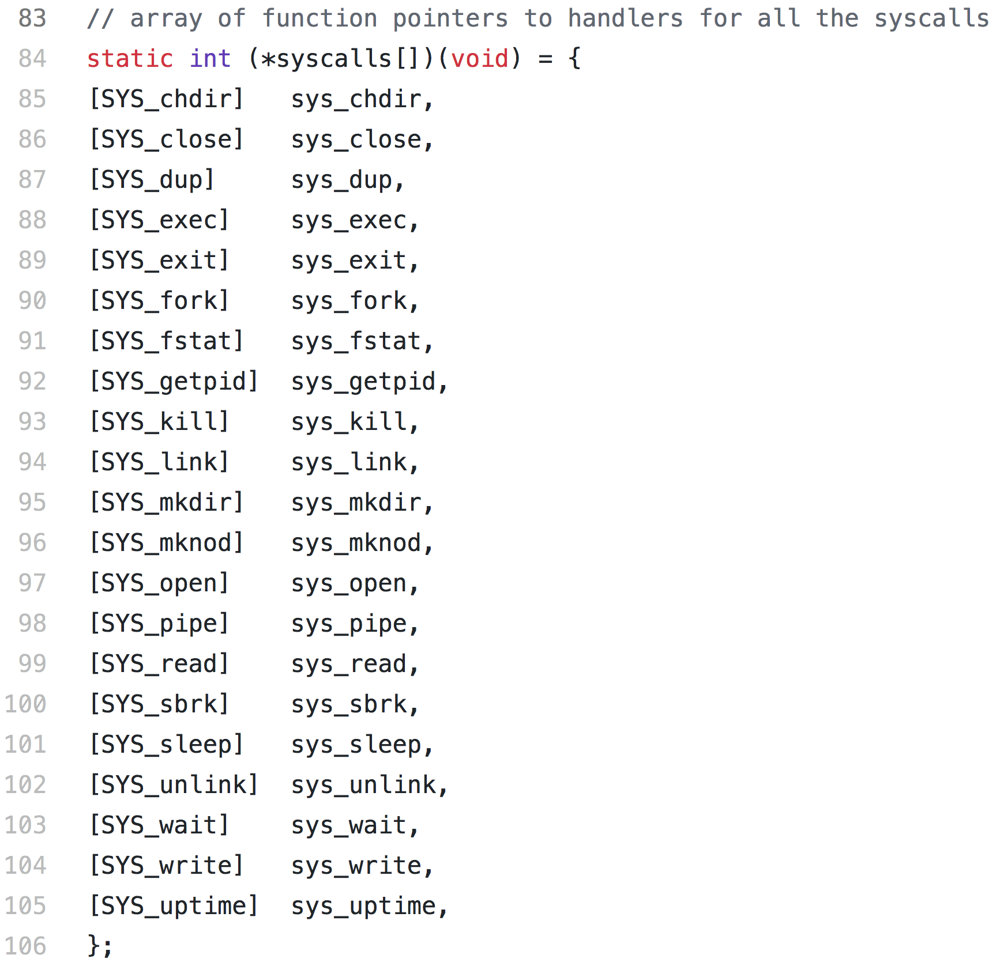 83 // array of function pointers to handlers for all the syscalls
84 static int (*syscalls[])(void) = {
85 [SYS_chdir] sys_chdir,
86 [SYS_close] sys_close,
87 [SYS_dup] sys_dup,
88 [SYS_exec] sys_exec,
89 [SYS_exit] sys_exit,
90 [SYS_fork] sys_fork,
91 [SYS_fstat] sys_fstat,
92 [SYS_getpid] sys_getpid,
93 [SYS_kill] sys_kill,
94 [SYS_link] sys_link,
95 [SYS_mkdir] sys_mkdir,
96 [SYS_mknod] sys_mknod,
97 [SYS_open] sys_open,
98 [SYS_pipe] sys_pipe,
99 [SYS_read] sys_read,
100 [SYS_sbrk] sys_sbrk,
101 [SYS_sleep] sys_sleep,
102 [SYS_unlink] sys_unlink,
103 [SYS_wait] sys_wait,
104 [SYS_write] sys_write,
105 [SYS_uptime] sys_uptime,
106 };